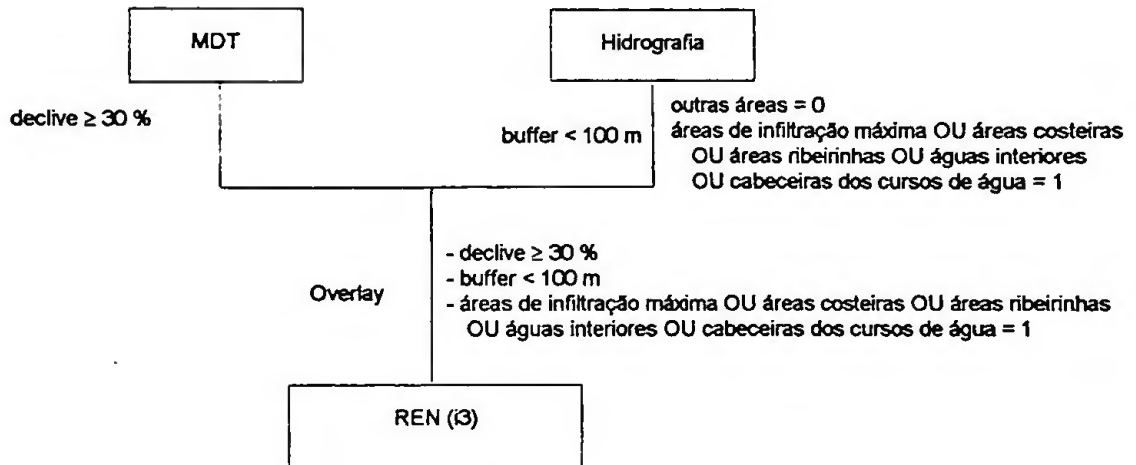 MDT
Hidrografia
declive ≥ 30 %
buffer < 100 m
outras áreas = 0
áreas de infiltração máxima OU áreas costeiras
OU áreas ribeirinhas OU águas interiores
OU cabeceiras dos cursos de água = 1
Overlay
- declive ≥ 30 %
- buffer < 100 m
- áreas de infiltração máxima OU áreas costeiras OU áreas ribeirinhas
OU águas interiores OU cabeceiras dos cursos de água = 1
REN (i3)